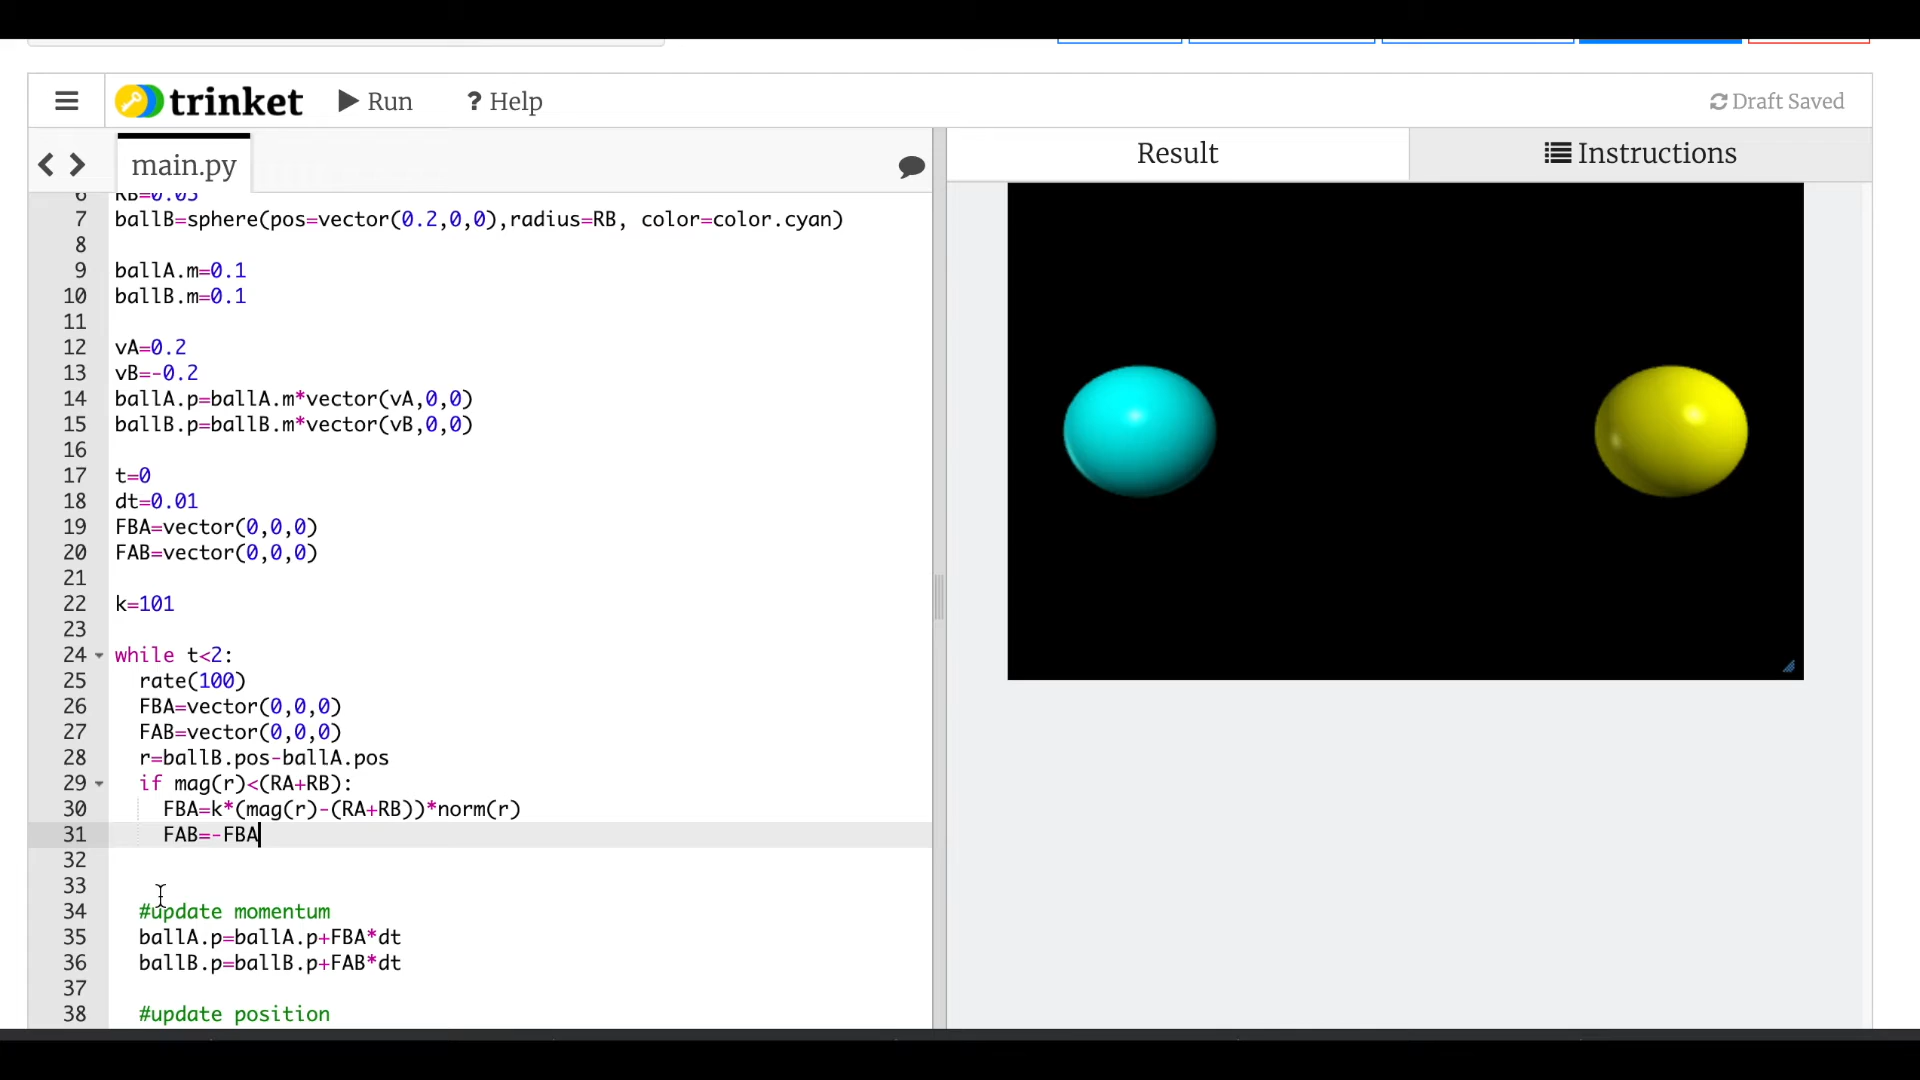 trinket
Run
? Help
Draft Saved
main.py
Result
Instructions
6 RB=0.05
7 ballB=sphere(pos=vector(0.2,0,0),radius=RB, color=color.cyan)
8
9 ballA.m=0.1
10 ballB.m=0.1
11
12 vA=0.2
13 vB=-0.2
14 ballA.p=ballA.m*vector(vA,0,0)
15 ballB.p=ballB.m*vector(vB,0,0)
16
17 t=0
18 dt=0.01
19 FBA=vector(0,0,0)
20 FAB=vector(0,0,0)
21
22 k=101
23
24 while t<2:
25 rate(100)
26 FBA=vector(0,0,0)
27 FAB=vector(0,0,0)
28 r=ballB.pos-ballA.pos
29 if mag(r)<(RA+RB):
30 FBA=k*(mag(r)-(RA+RB))*norm(r)
31 FAB=-FBA
32
33
34 #update momentum
35 ballA.p=ballA.p+FBA*dt
36 ballB.p=ballB.p+FAB*dt
37
38 #update position